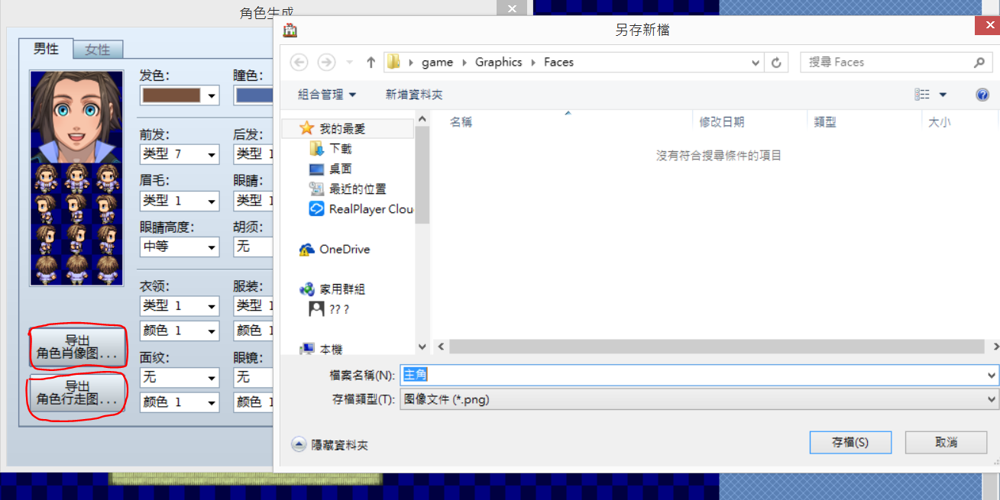 角色生成
男性
女性
发色：
瞳色：
前发：
后发：
类型 7
类型 1
眉毛：
眼睛：
类型 1
类型 1
眼睛高度：
胡须：
中等
无
衣领：
服装：
类型 1
类型 1
颜色 1
颜色 1
面纹：
眼镜：
无
无
颜色 1
颜色 1
导出
角色肖像图...
导出
角色行走图...
另存新檔
game
Graphics
Faces
搜尋 Faces
組合管理
新增資料夾
名稱
修改日期
類型
大小
沒有符合搜尋條件的項目
我的最愛
下載
桌面
最近的位置
RealPlayer Clou
OneDrive
家用群組
?? ?
本機
檔案名稱(N):
主角
存檔類型(T):
图像文件 (*.png)
隱藏資料夾
存檔(S)
取消